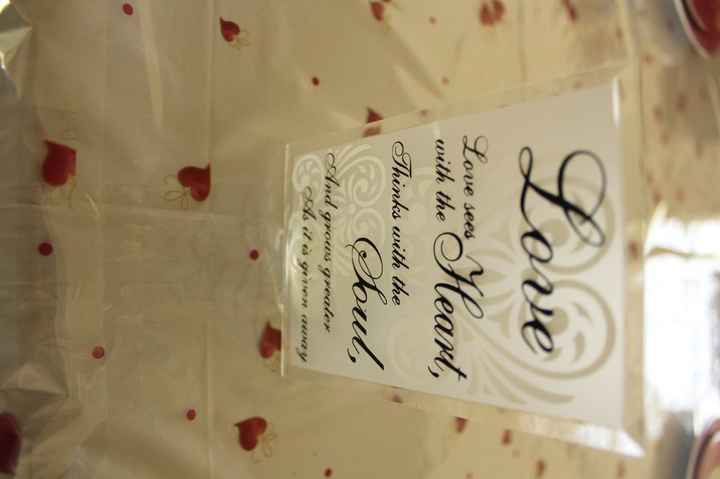 Love
Love sees
with the Heart,
Thinks with the
Soul,
And grows greater
As it is given away